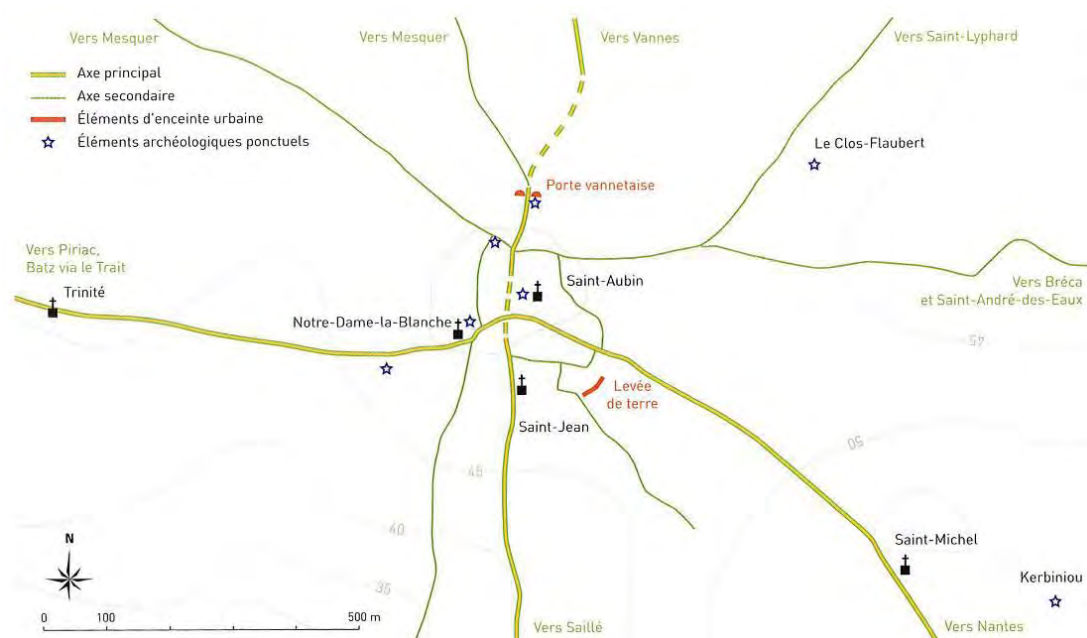 Vers Mesquer
Vers Mesquer
Vers Vannes
Vers Saint-Lyphard
Axe principal
Axe secondaire
Éléments d'enceinte urbaine
Éléments archéologiques ponctuels
Le Clos-Flaubert
Porte vannetaise
Vers Piriac,
Batz via le Trait
Trinité
Saint-Aubin
Vers Bréca
et Saint-André-des-Eaux
Notre-Dame-la-Blanche
45
Levée
de terre
Saint-Jean
50
45
40
35
Saint-Michel
Kerbiniou
N
0 100 500 m
Vers Saillé
Vers Nantes